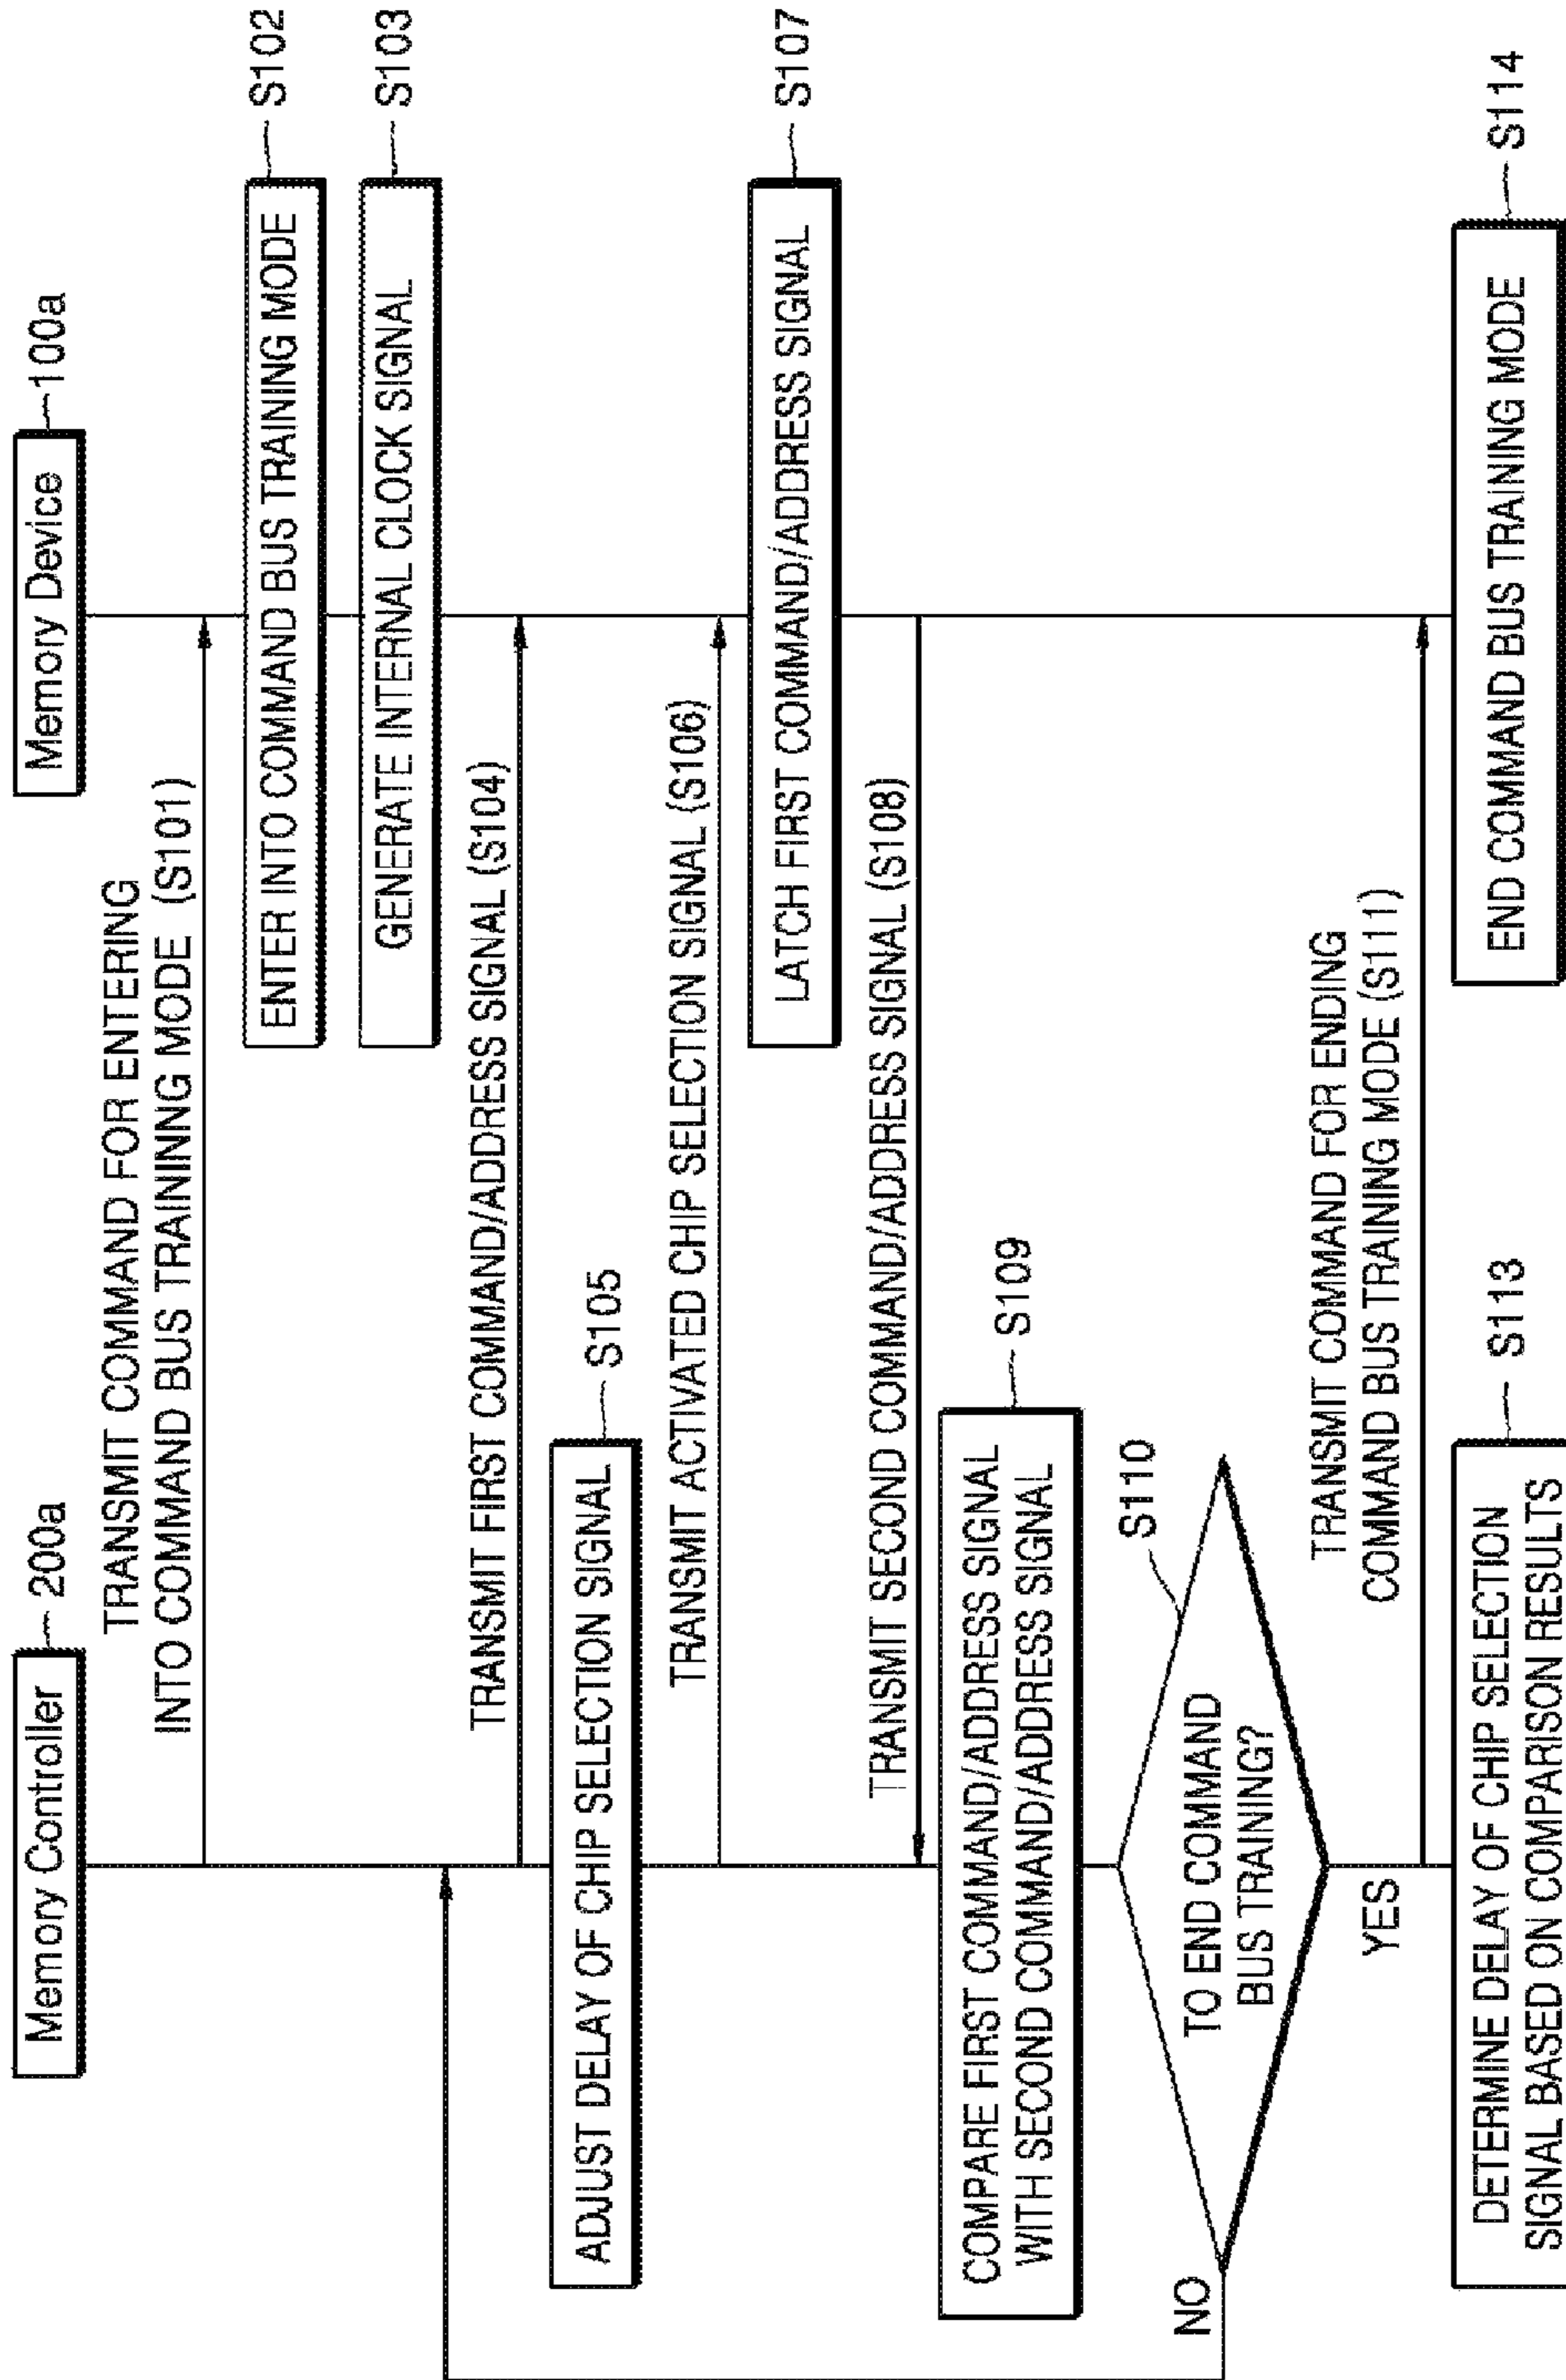 Memory Controller
200a
Memory Device
100a
TRANSMIT COMMAND FOR ENTERING
INTO COMMAND BUS TRAINING MODE (S101)
ENTER INTO COMMAND BUS TRAINING MODE
S102
GENERATE INTERNAL CLOCK SIGNAL
S103
TRANSMIT FIRST COMMAND/ADDRESS SIGNAL (S104)
ADJUST DELAY OF CHIP SELECTION SIGNAL
S105
TRANSMIT ACTIVATED CHIP SELECTION SIGNAL (S106)
LATCH FIRST COMMAND/ADDRESS SIGNAL
S107
TRANSMIT SECOND COMMAND/ADDRESS SIGNAL (S108)
COMPARE FIRST COMMAND/ADDRESS SIGNAL
WITH SECOND COMMAND/ADDRESS SIGNAL
S109
S110
TO END COMMAND
BUS TRAINING?
NO
YES
TRANSMIT COMMAND FOR ENDING
COMMAND BUS TRAINING MODE (S111)
DETERMINE DELAY OF CHIP SELECTION
SIGNAL BASED ON COMPARISON RESULTS
S113
END COMMAND BUS TRAINING MODE
S114